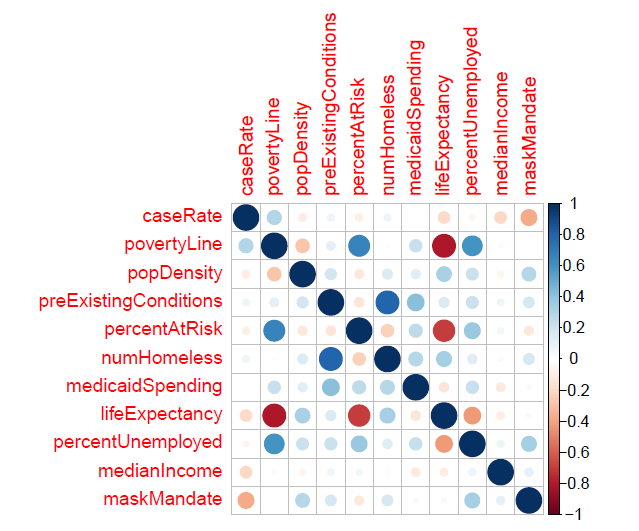 caseRate
povertyLine
popDensity
preExistingConditions
percentAtRisk
numHomeless
medicaidSpending
lifeExpectancy
percentUnemployed
medianIncome
maskMandate
caseRate
povertyLine
popDensity
preExistingConditions
percentAtRisk
numHomeless
medicaidSpending
lifeExpectancy
percentUnemployed
medianIncome
maskMandate
1
0.8
0.6
0.4
0.2
0
−0.2
−0.4
−0.6
−0.8
−1